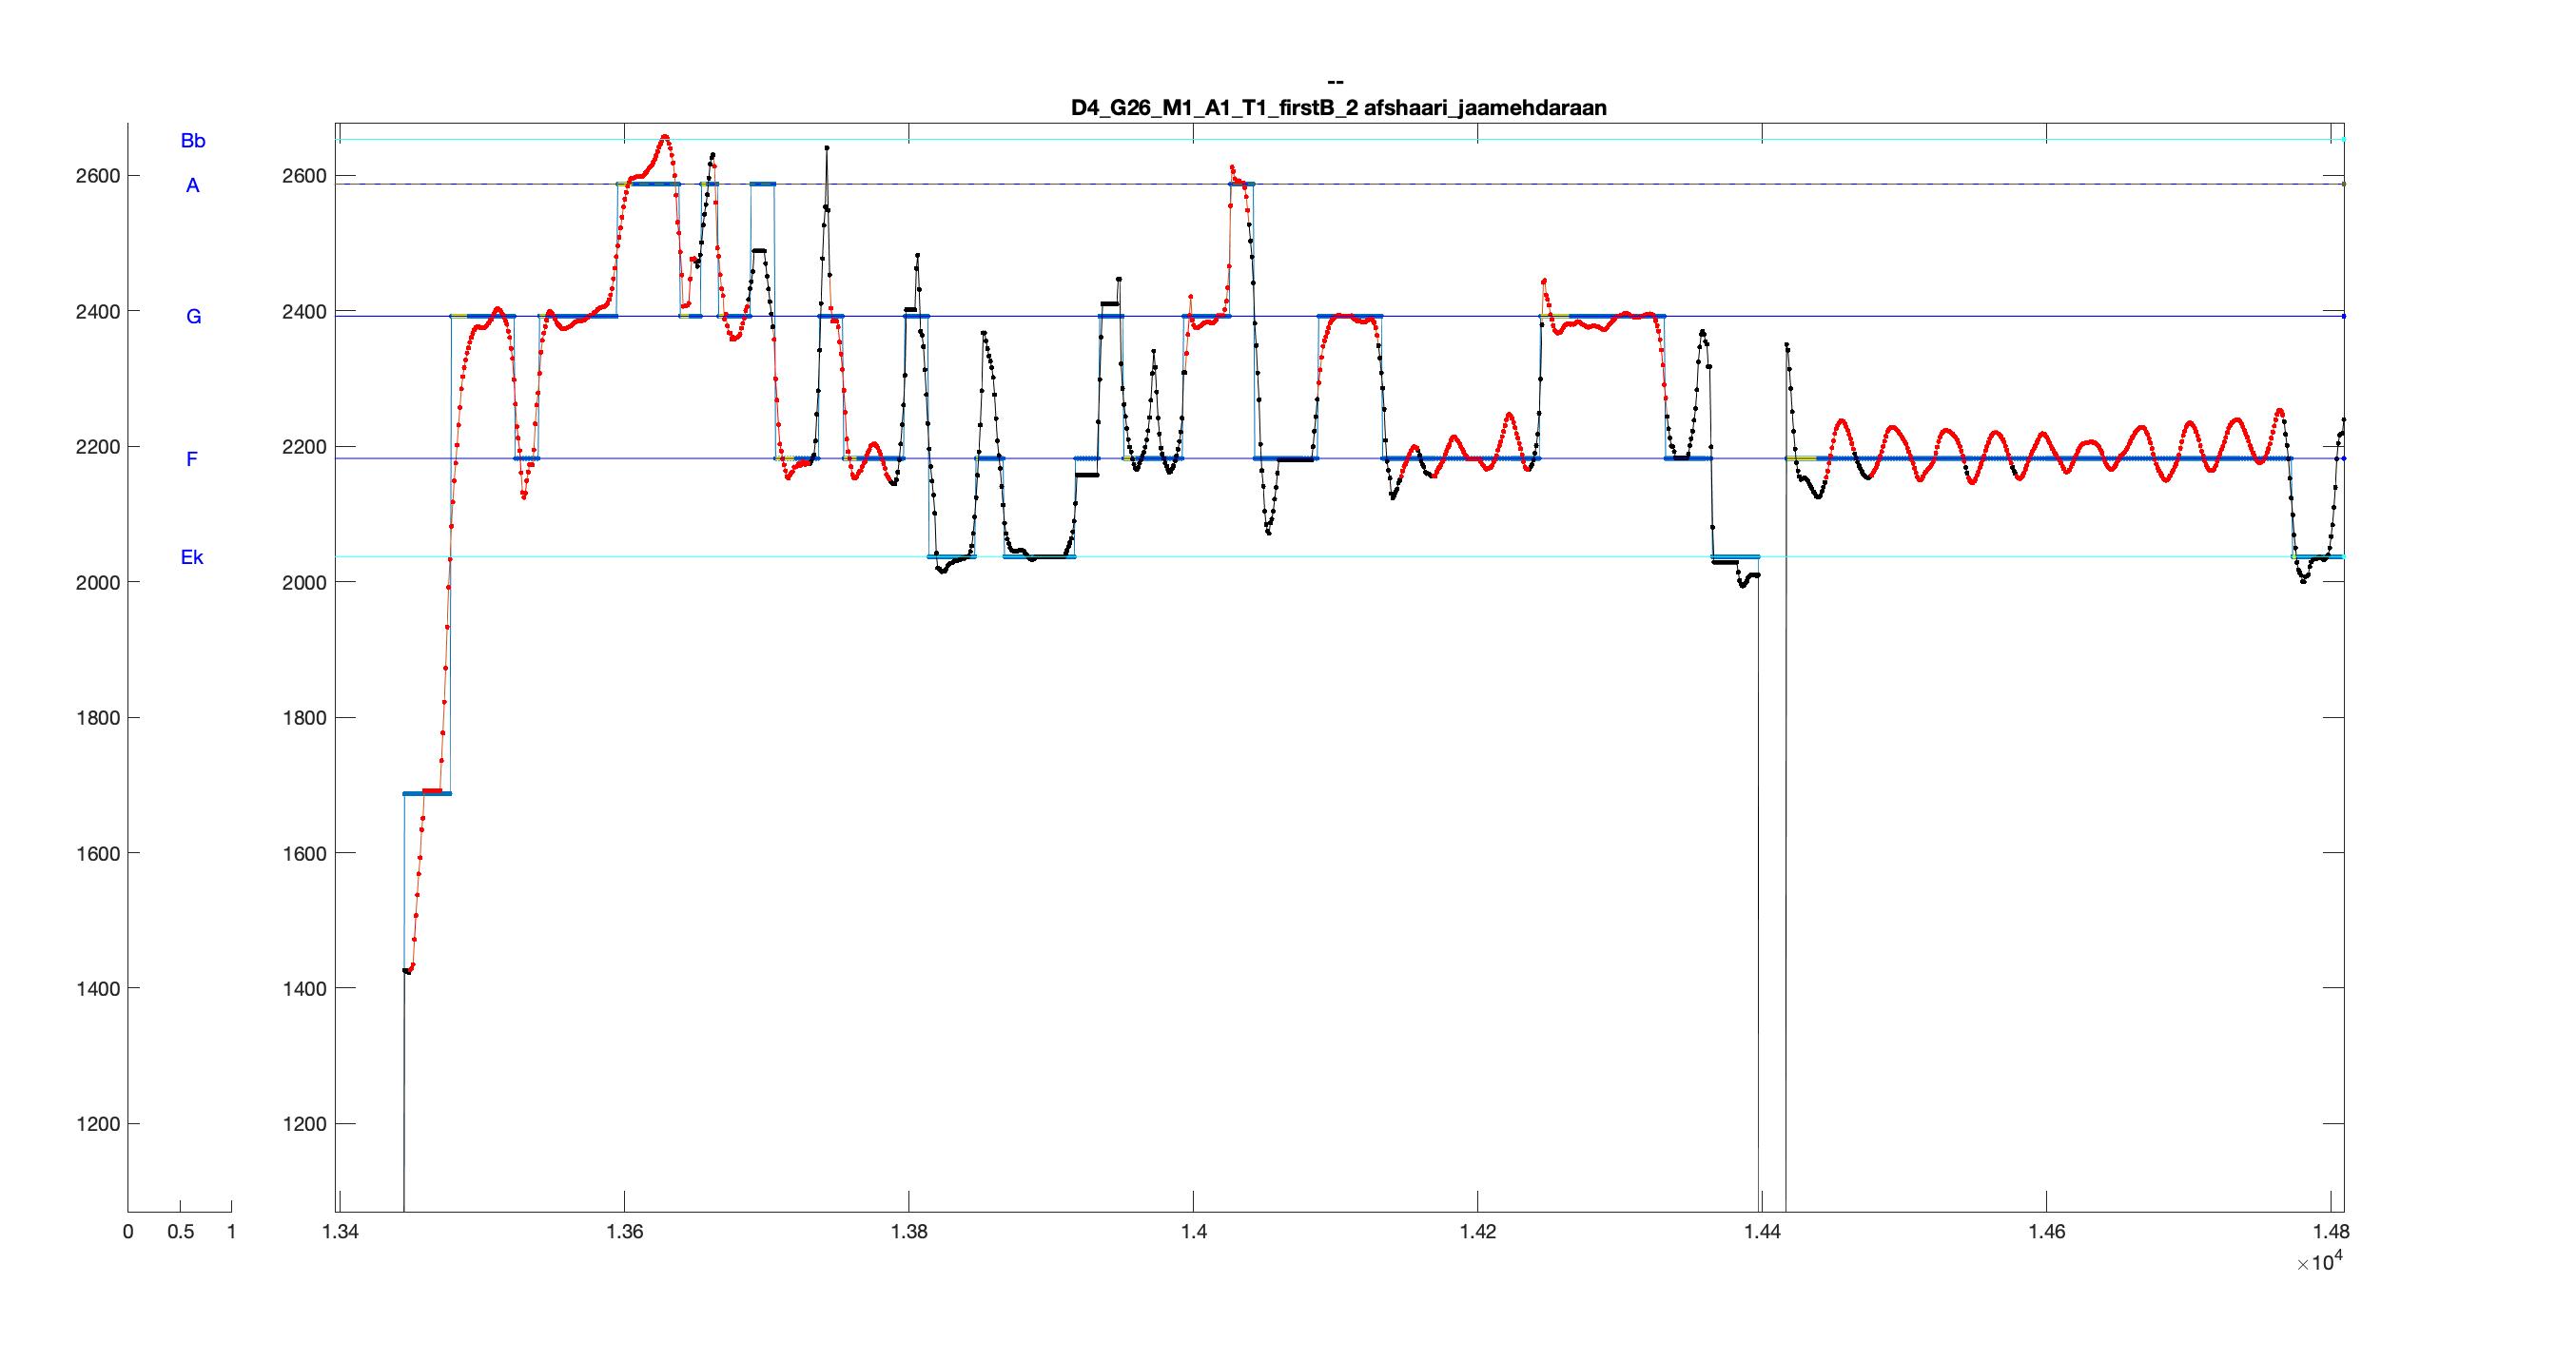 --
D4_G26_M1_A1_T1_firstB_2 afshaari_jaamehdaraan
Bb
2600 A 2600
2400 G 2400
2200 F 2200
Ek
2000 2000
1800 1800
1600 1600
1400 1400
1200 1200
0 0.5 1 1.34 1.36 1.38 1.4 1.42 1.44 1.46 1.48
×10⁴